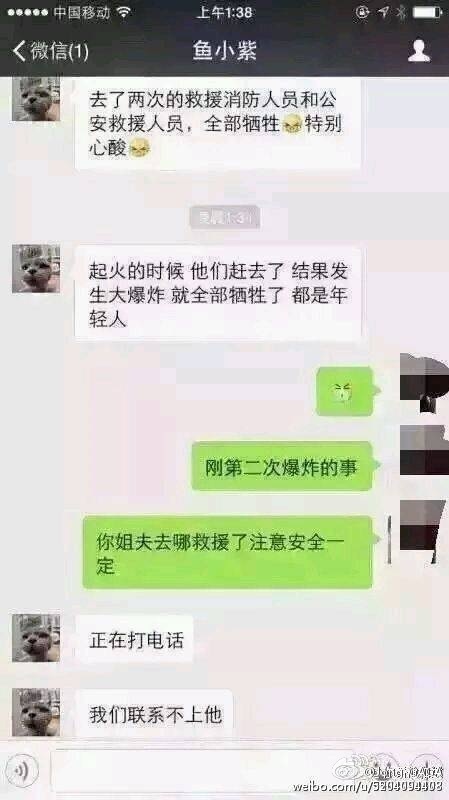 中国移动 上午1:38
微信(1) 鱼小紫
去了两次的救援消防人员和公
安救援人员，全部牺牲 特别
心酸
凌晨1:34
起火的时候 他们赶去了 结果发
生大爆炸 就全部牺牲了 都是年
轻人
刚第二次爆炸的事
你姐夫去哪救援了注意安全一
定
正在打电话
我们联系不上他